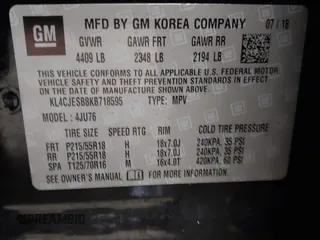 GM
MFD BY GM KOREA COMPANY 07/18
GVWR GAWR FRT GAWR RR
4409 LB 2348 LB 2194 LB
THIS VEHICLE CONFORMS TO ALL APPLICABLE U.S. FEDERAL MOTOR
VEHICLE SAFETY, BUMPER, AND THEFT PREVENTION
STANDARDS IN EFFECT ON THE DATE OF MANUFACTURE
SHOWN ABOVE.
KL4CJESB8KB718595 TYPE: MPV
MODEL: 4JU76
TIRE SIZE SPEED RTG RIM COLD TIRE PRESSURE
FRT P215/55R18 H 18x7.0J 240KPA, 35 PSI
RR P215/55R18 H 18x7.0J 240KPA, 35 PSI
SPA T125/70R16 M 16x4.0T 420KPA, 60 PSI
SEE OWNER'S MANUAL FOR MORE INFORMATION.